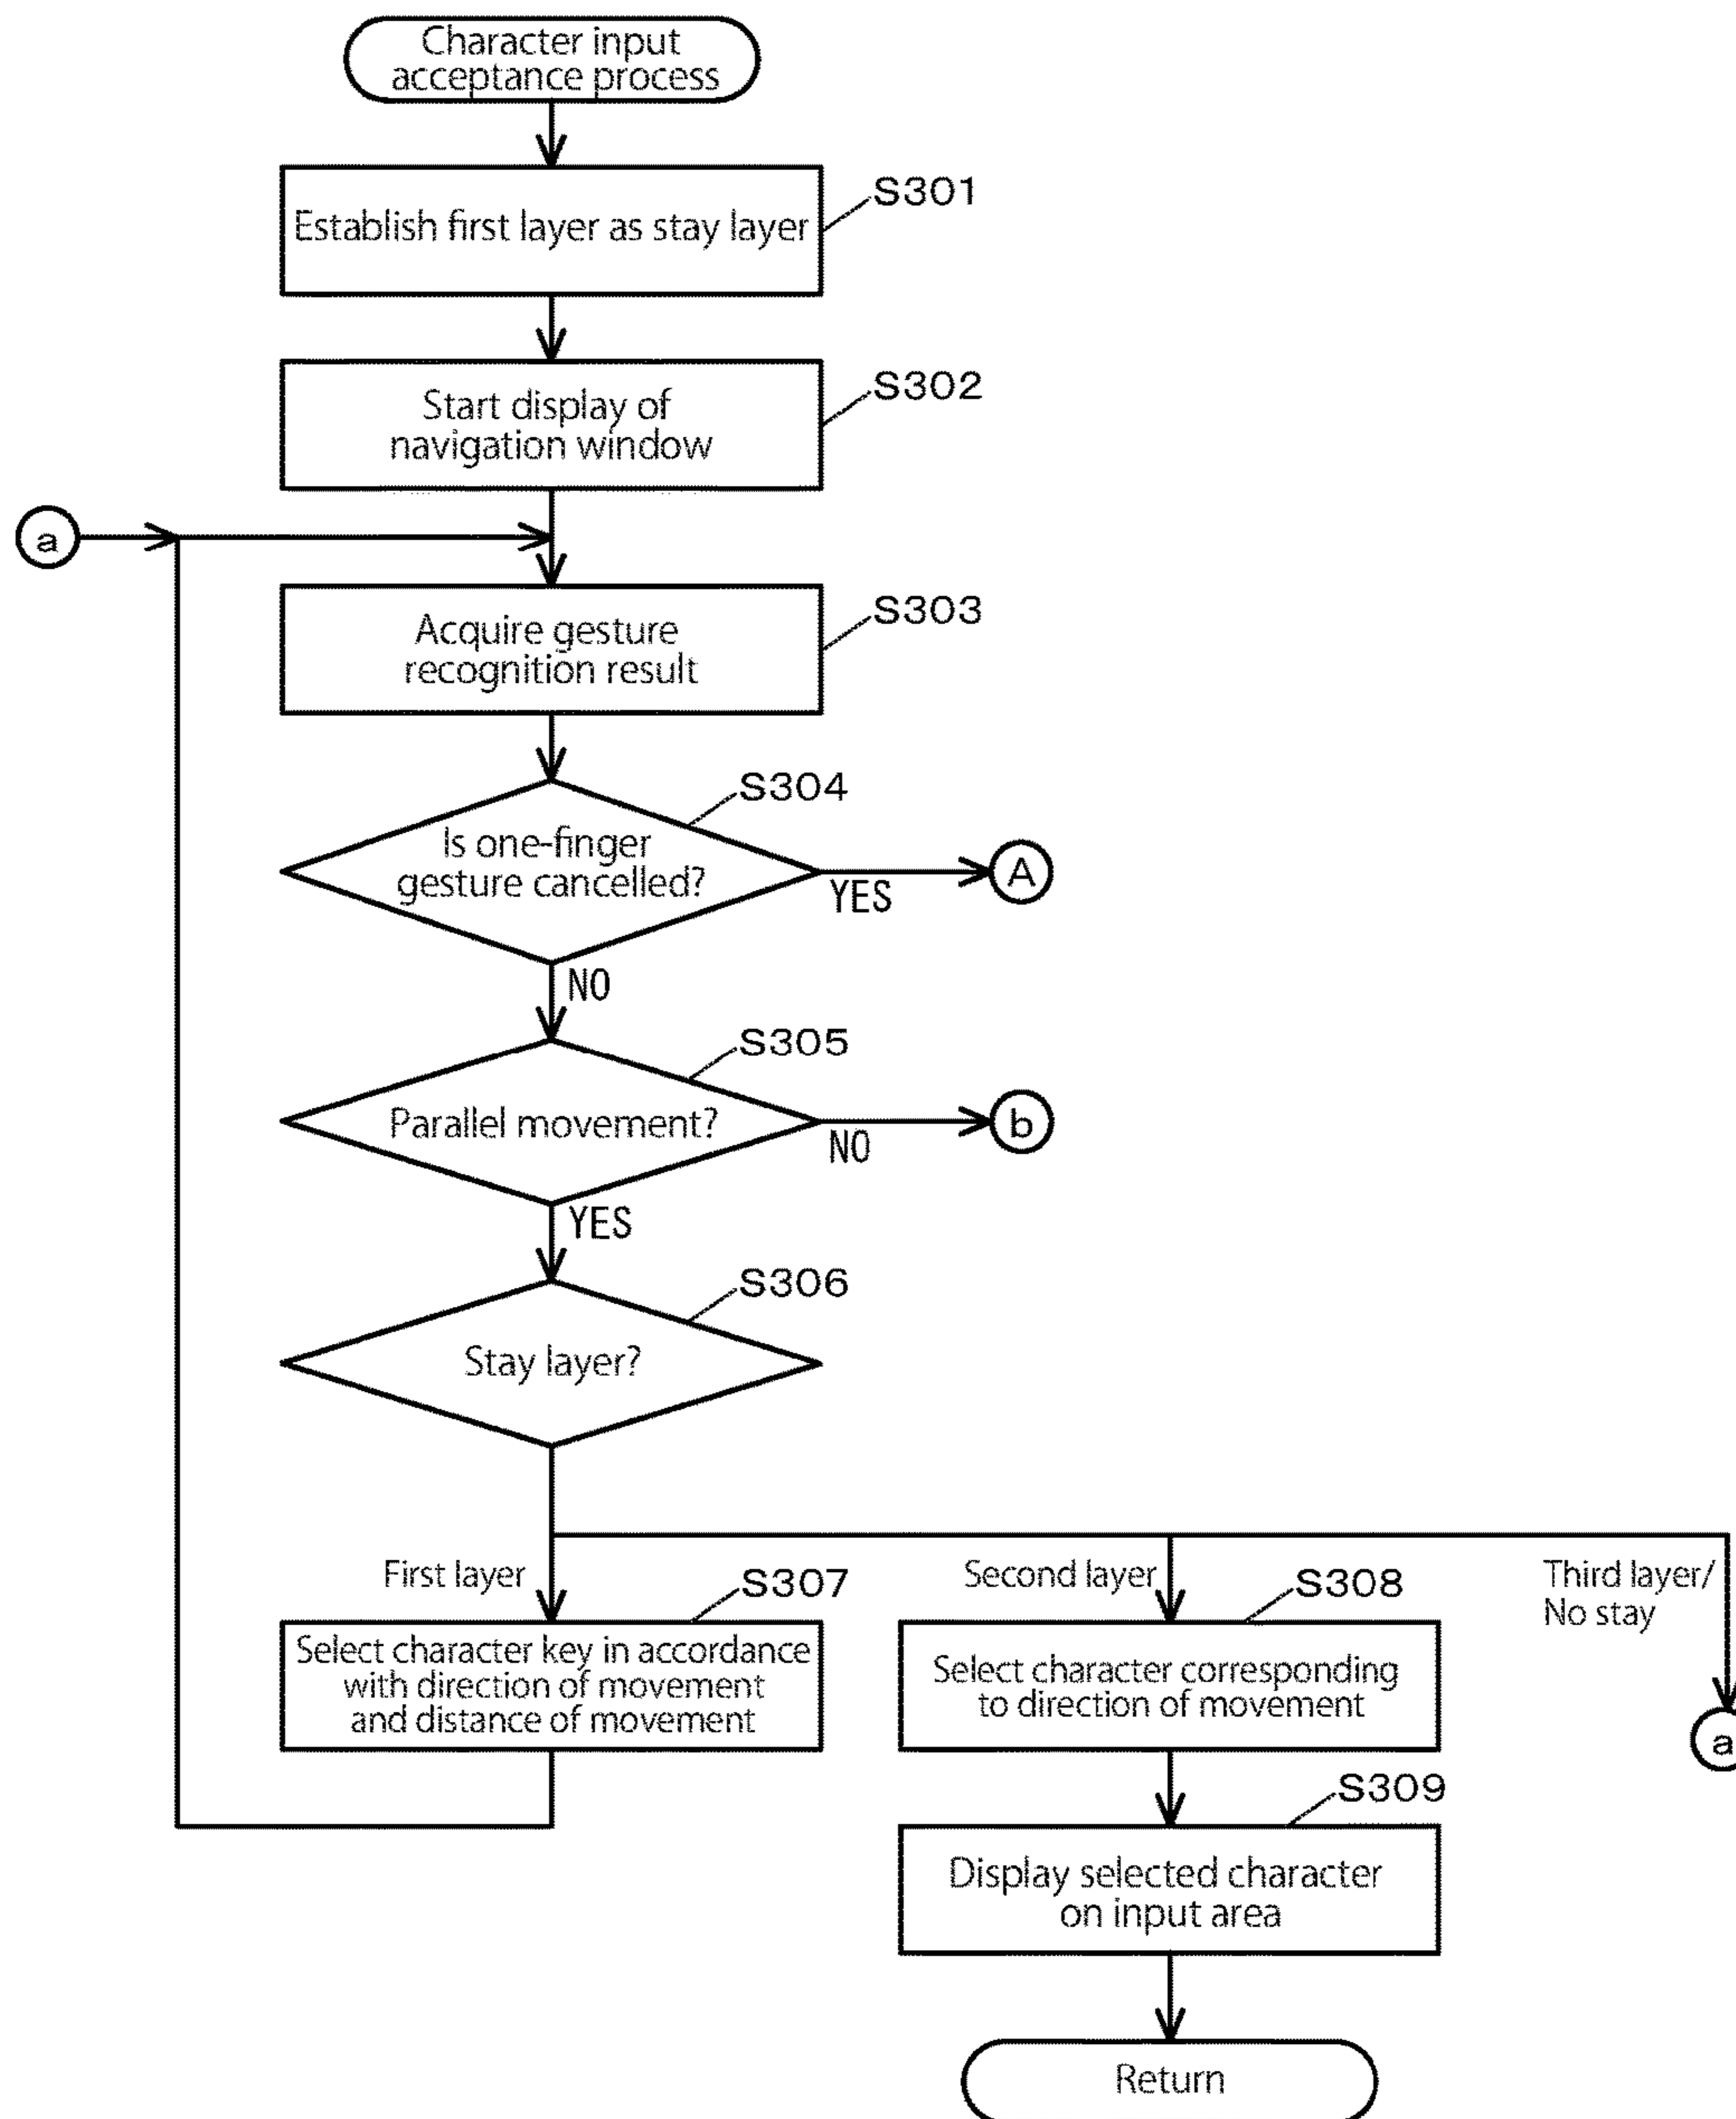 Character input
acceptance process
S301
Establish first layer as stay layer
S302
Start display of
navigation window
a
S303
Acquire gesture
recognition result
S304
Is one-finger
gesture cancelled?
A
YES
NO
S305
Parallel movement?
b
NO
YES
S306
Stay layer?
First layer
S307
Second layer
S308
Third layer/
No stay
Select character key in accordance
with direction of movement
and distance of movement
Select character corresponding
to direction of movement
a
S309
Display selected character
on input area
Return